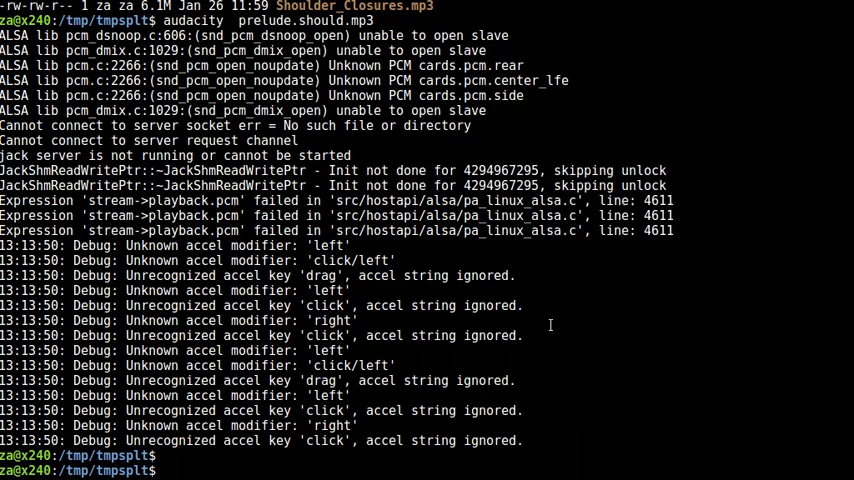 -rw-rw-r-- 1 za za 6.1M Jan 26 11:59 Shoulder_Closures.mp3
za@x240:/tmp/tmpsplt$ audacity  prelude.should.mp3
ALSA lib pcm_dsnoop.c:606:(snd_pcm_dsnoop_open) unable to open slave
ALSA lib pcm_dmix.c:1029:(snd_pcm_dmix_open) unable to open slave
ALSA lib pcm.c:2266:(snd_pcm_open_noupdate) Unknown PCM cards.pcm.rear
ALSA lib pcm.c:2266:(snd_pcm_open_noupdate) Unknown PCM cards.pcm.center_lfe
ALSA lib pcm.c:2266:(snd_pcm_open_noupdate) Unknown PCM cards.pcm.side
ALSA lib pcm_dmix.c:1029:(snd_pcm_dmix_open) unable to open slave
Cannot connect to server socket err = No such file or directory
Cannot connect to server request channel
jack server is not running or cannot be started
JackShmReadWritePtr::~JackShmReadWritePtr - Init not done for 4294967295, skipping unlock
JackShmReadWritePtr::~JackShmReadWritePtr - Init not done for 4294967295, skipping unlock
Expression 'stream->playback.pcm' failed in 'src/hostapi/alsa/pa_linux_alsa.c', line: 4611
Expression 'stream->playback.pcm' failed in 'src/hostapi/alsa/pa_linux_alsa.c', line: 4611
Expression 'stream->playback.pcm' failed in 'src/hostapi/alsa/pa_linux_alsa.c', line: 4611
13:13:50: Debug: Unknown accel modifier: 'left'
13:13:50: Debug: Unknown accel modifier: 'click/left'
13:13:50: Debug: Unrecognized accel key 'drag', accel string ignored.
13:13:50: Debug: Unknown accel modifier: 'left'
13:13:50: Debug: Unrecognized accel key 'click', accel string ignored.
13:13:50: Debug: Unknown accel modifier: 'right'
13:13:50: Debug: Unrecognized accel key 'click', accel string ignored.
13:13:50: Debug: Unknown accel modifier: 'left'
13:13:50: Debug: Unknown accel modifier: 'click/left'
13:13:50: Debug: Unrecognized accel key 'drag', accel string ignored.
13:13:50: Debug: Unknown accel modifier: 'left'
13:13:50: Debug: Unrecognized accel key 'click', accel string ignored.
13:13:50: Debug: Unknown accel modifier: 'right'
13:13:50: Debug: Unrecognized accel key 'click', accel string ignored.
za@x240:/tmp/tmpsplt$
za@x240:/tmp/tmpsplt$